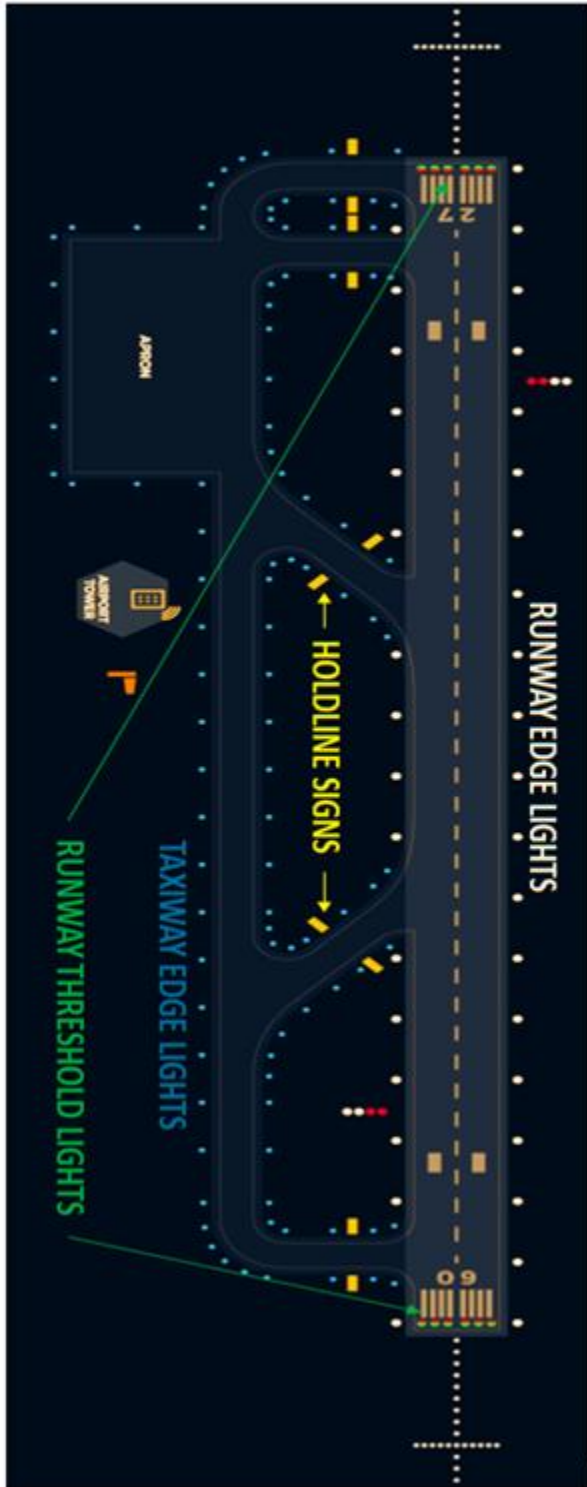 RUNWAY EDGE LIGHTS
27
09
APRON
AIRPORT
TOWER
HOLDLINE SIGNS
TAXIWAY EDGE LIGHTS
RUNWAY THRESHOLD LIGHTS